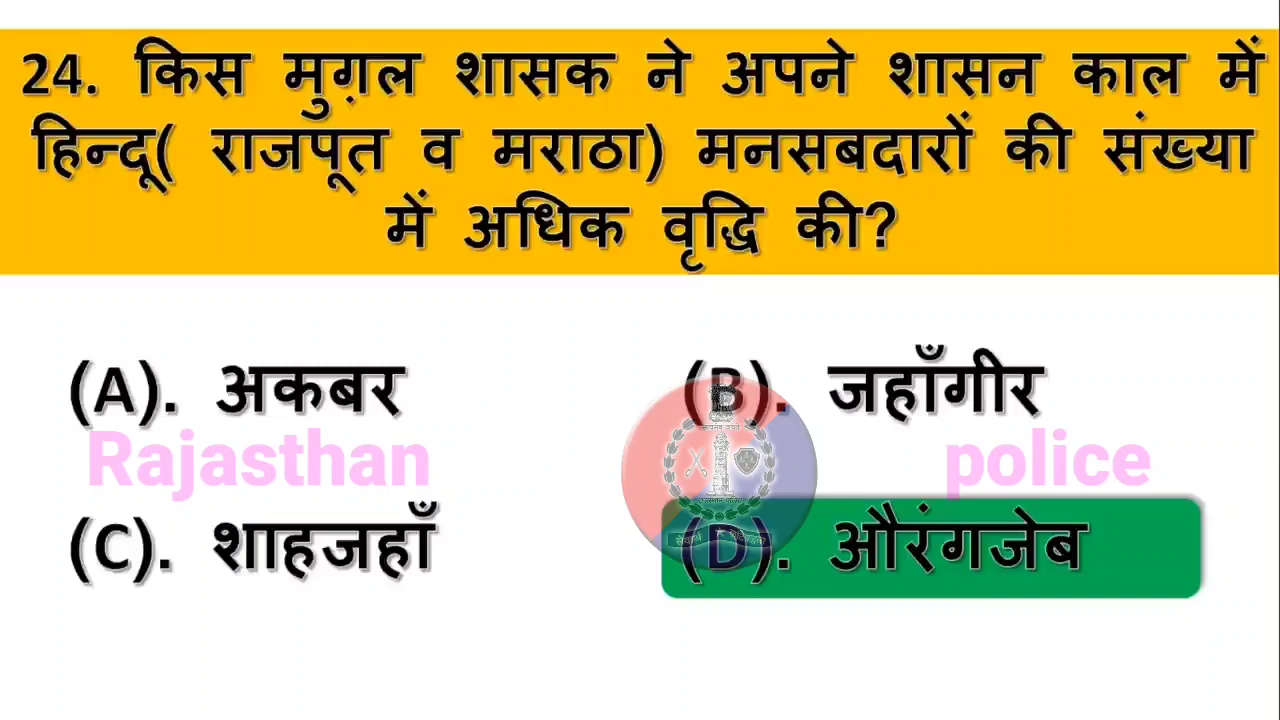 24. किस मुग़ल शासक ने अपने शासन काल में
हिन्दू( राजपूत व मराठा) मनसबदारों की संख्या
में अधिक वृद्धि की?
(A). अकबर
(B). जहाँगीर
Rajasthan
police
(C). शाहजहाँ
(D). औरंगजेब